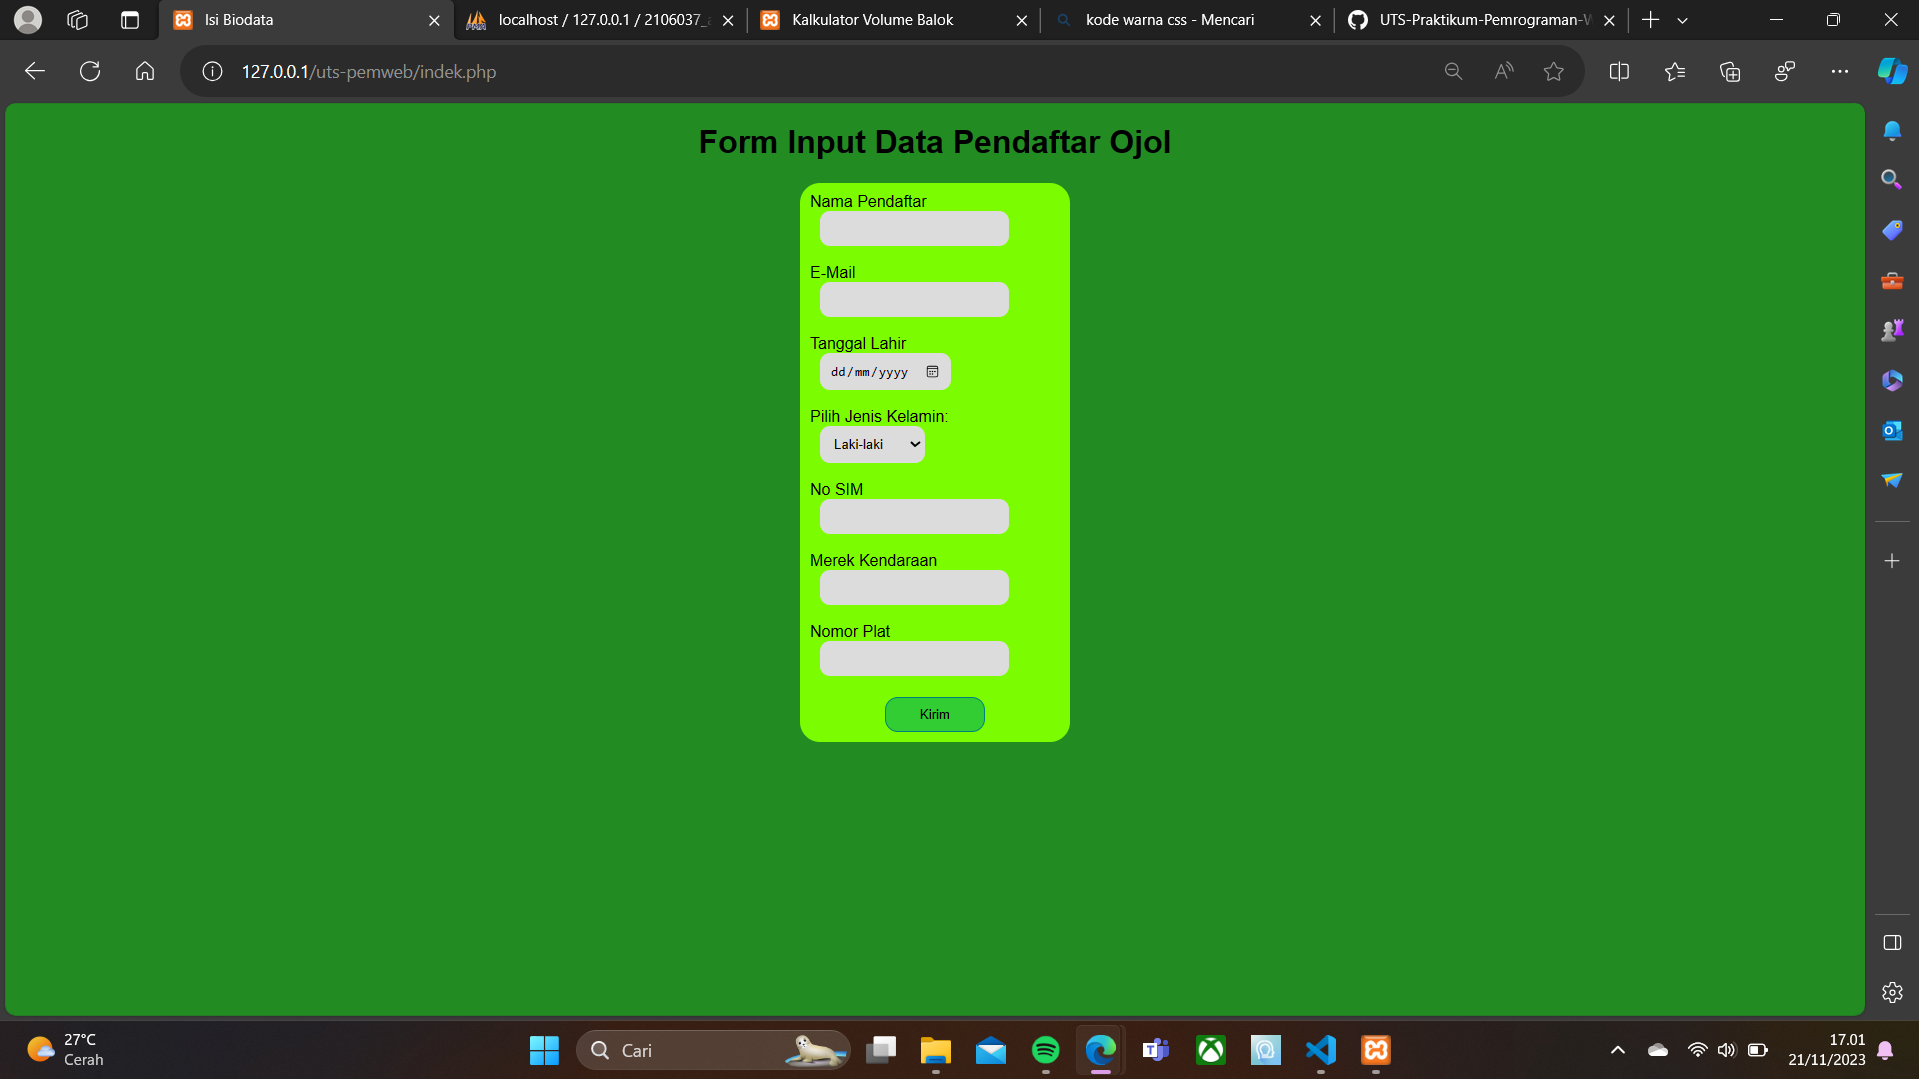 Isi Biodata
localhost / 127.0.0.1 / 2106037_
Kalkulator Volume Balok
kode warna css - Mencari
UTS-Praktikum-Pemrograman-
127.0.0.1/uts-pemweb/indek.php
Form Input Data Pendaftar Ojol
Nama Pendaftar
E-Mail
Tanggal Lahir
dd/mm/yyyy
Pilih Jenis Kelamin:
Laki-laki
No SIM
Merek Kendaraan
Nomor Plat
Kirim
27°C
Cerah
Cari
17.01
21/11/2023